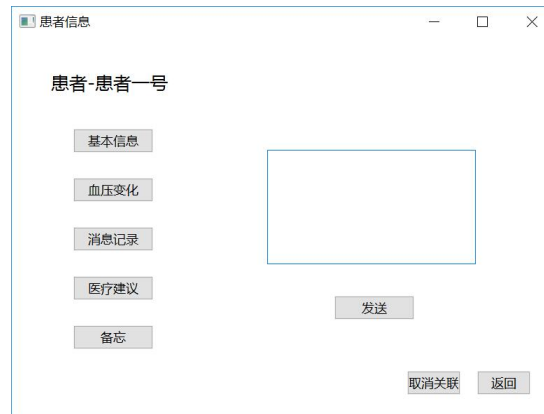 患者信息
患者-患者一号
基本信息
血压变化
消息记录
医疗建议
发送
备忘
取消关联 返回